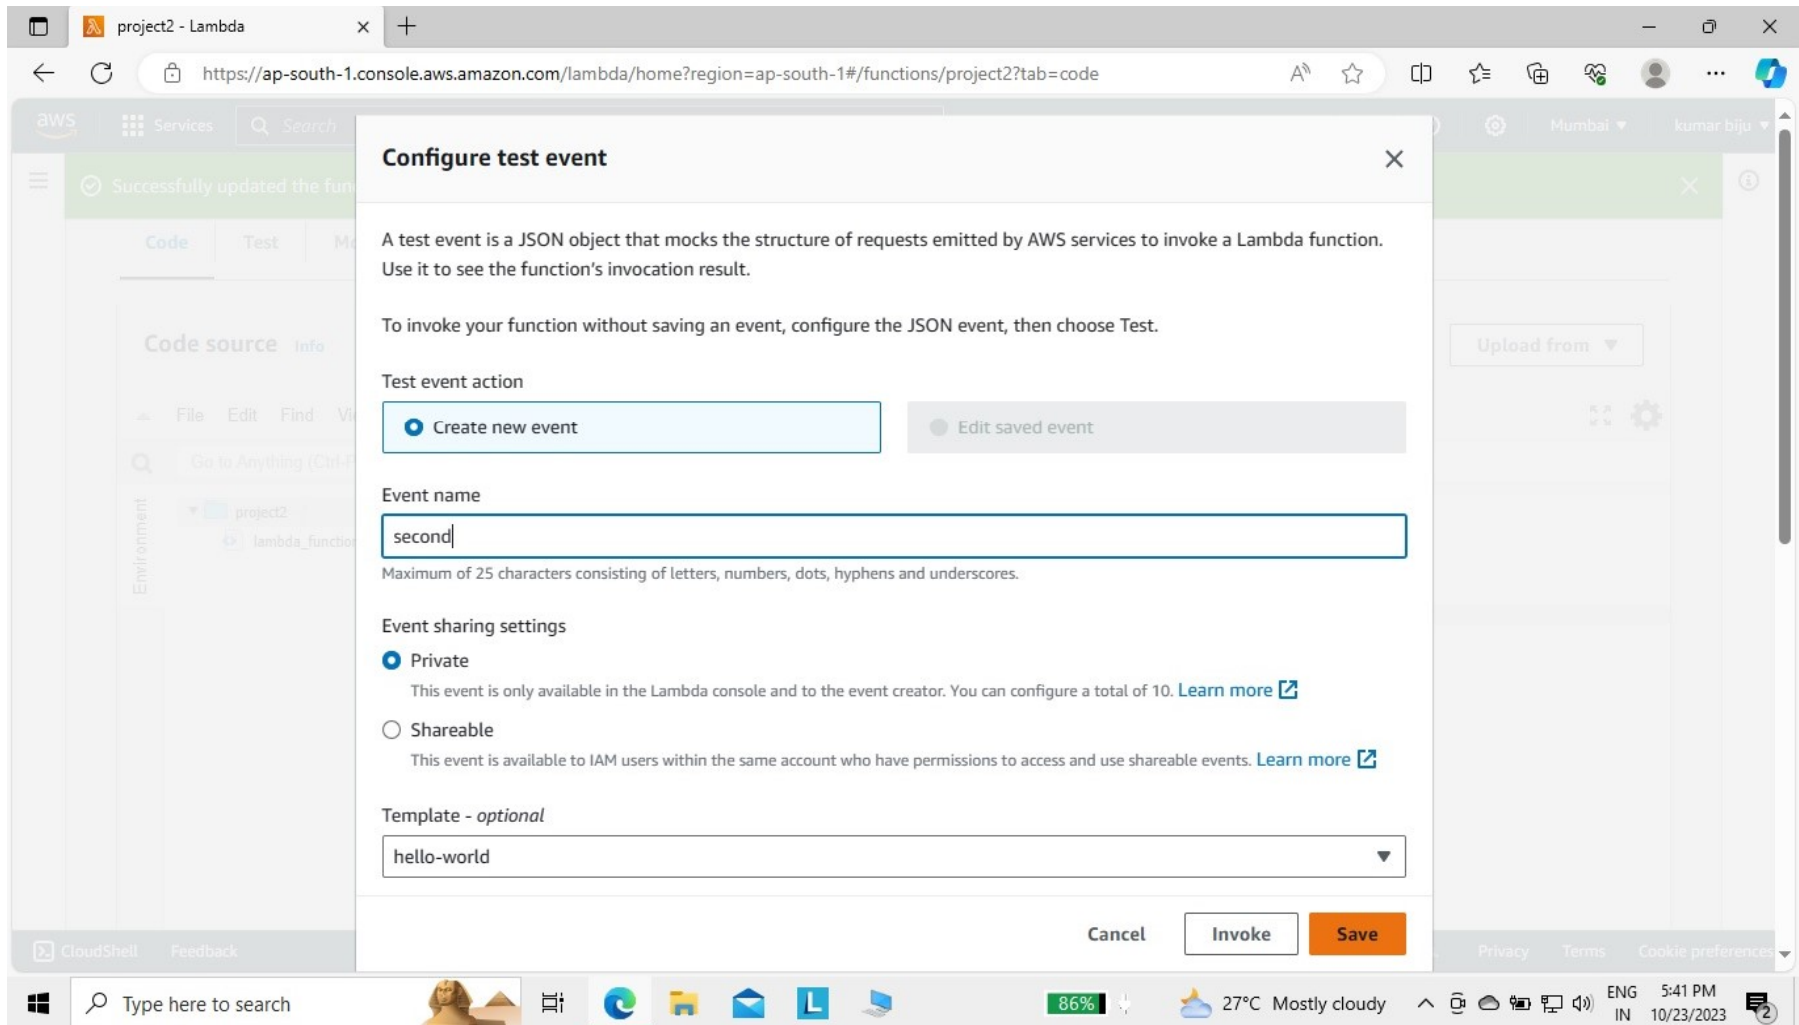 project2 - Lambda
https://ap-south-1.console.aws.amazon.com/lambda/home?region=ap-south-1#/functions/project2?tab=code
aws
Services
Search
Mumbai
kumar biju
Configure test event
Successfully updated the
Code
Test
A test event is a JSON object that mocks the structure of requests emitted by AWS services to invoke a Lambda function.
Use it to see the function's invocation result.
To invoke your function without saving an event, configure the JSON event, then choose Test.
Code source
Info
Upload from
Test event action
File
Edit
Find
Create new event
Edit saved event
Go to Anything
Event name
Environment
project2
second
lambda_function
Maximum of 25 characters consisting of letters, numbers, dots, hyphens and underscores.
Event sharing settings
Private
This event is only available in the Lambda console and to the event creator. You can configure a total of 10. Learn more
Shareable
This event is available to IAM users within the same account who have permissions to access and use shareable events. Learn more
Template - optional
hello-world
Cancel
Invoke
Save
CloudShell
Feedback
Privacy
Terms
Cookie preferences
Type here to search
L
86%
27°C Mostly cloudy
ENG
IN
5:41 PM
10/23/2023
2